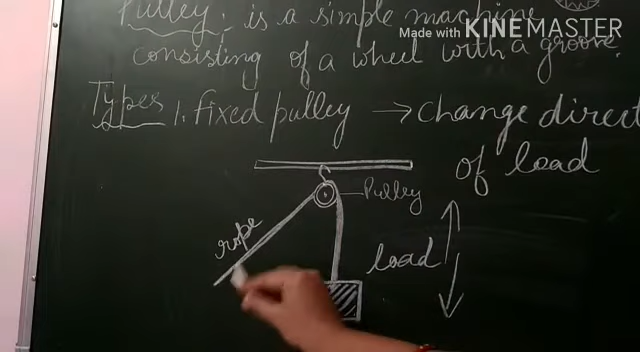 Made with KINEMASTER
Pulley : is a simple machine
consisting of a wheel with a groove.
Types 1. fixed pulley → change direct
of load
Pulley
rope
load